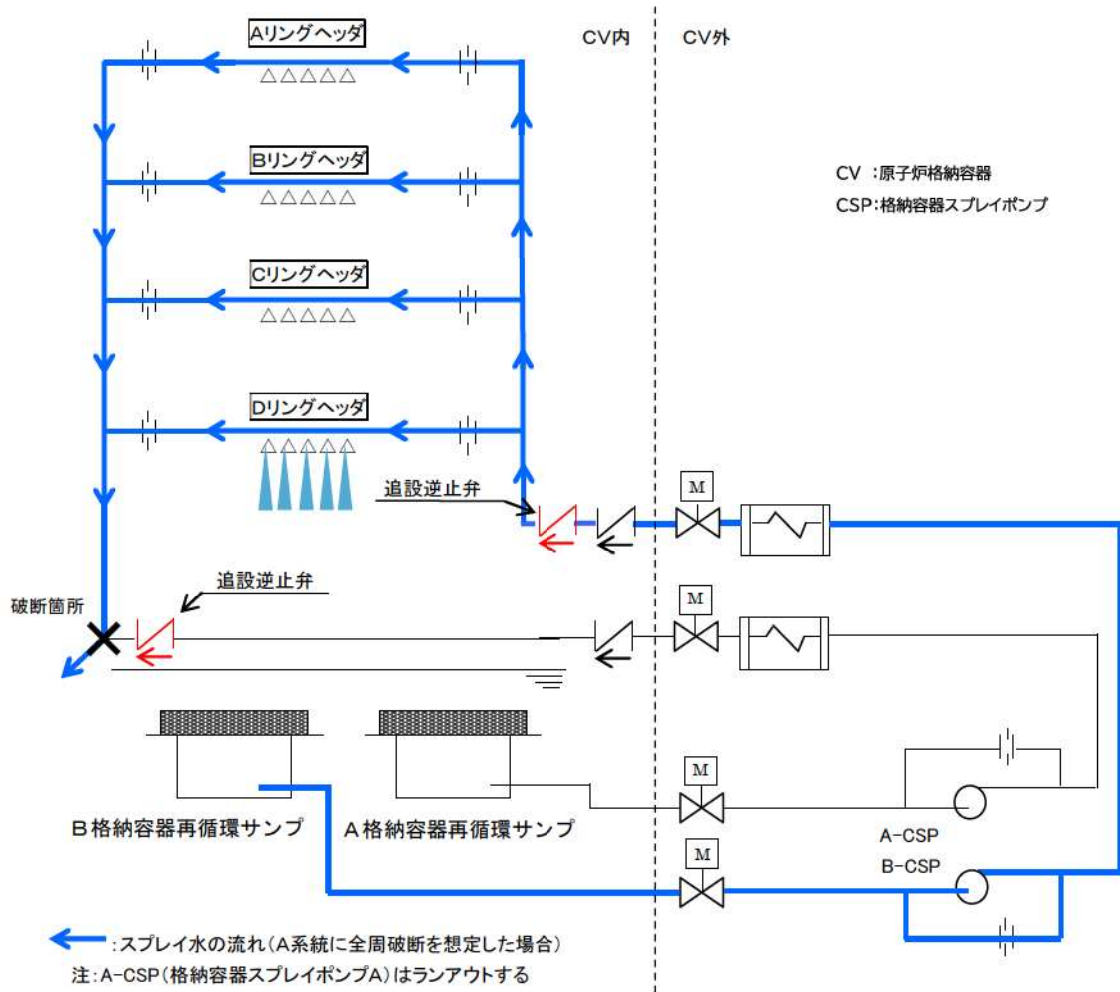 Aリングヘッダ
CV内
CV外
Bリングヘッダ
CV :原子炉格納容器
CSP:格納容器スプレイポンプ
Cリングヘッダ
Dリングヘッダ
追設逆止弁
M
追設逆止弁
M
破断箇所
M
B格納容器再循環サンプ
A格納容器再循環サンプ
A-CSP
B-CSP
M
:スプレイ水の流れ(A系統に全周破断を想定した場合)
注:A-CSP(格納容器スプレイポンプA)はランアウトする